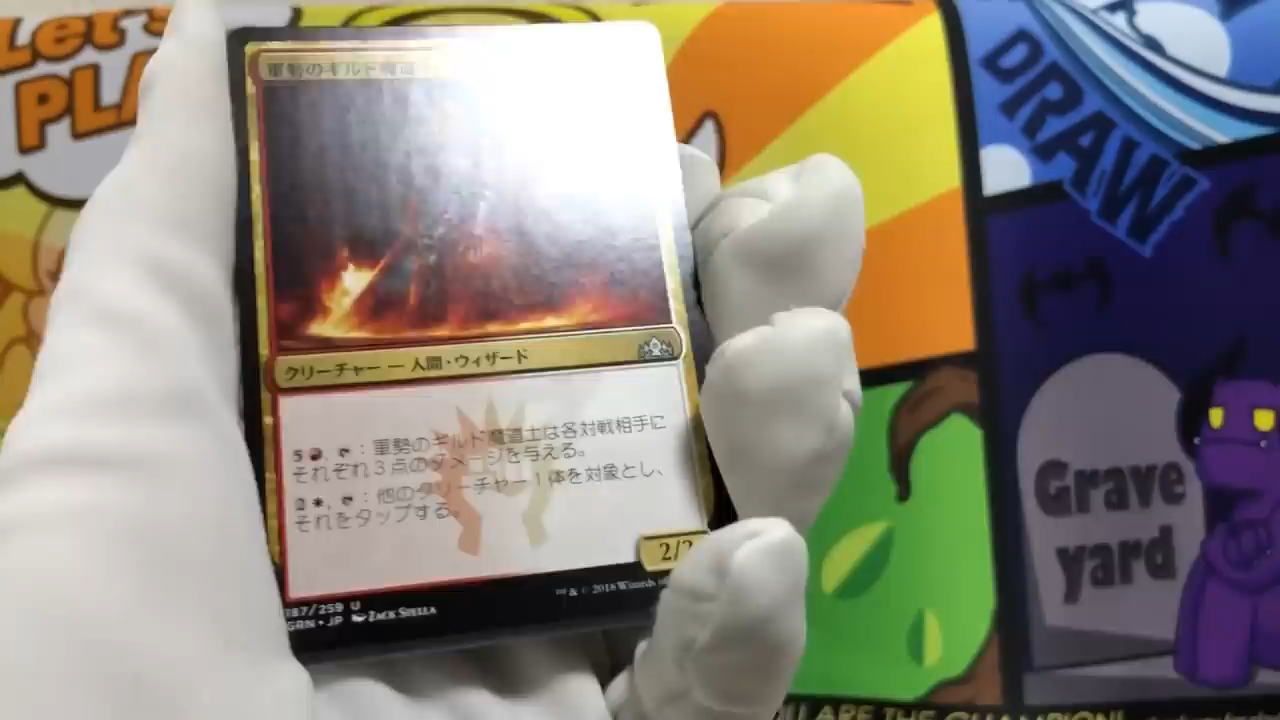 Let's
PLA
DRAW
軍勢のギルド魔道
クリーチャー ― 人間・ウィザード
5, : 軍勢のギルド魔道士は各対戦相手に
それぞれ3点のダメージを与える。
2, : 他のクリーチャー1体を対象とし、
それをタップする。
2/2
187/259 U
GRN • JP ZACK STELLA
™ & © 2018 Wizards of
Grave
yard
U ARE THE CHAMPION!